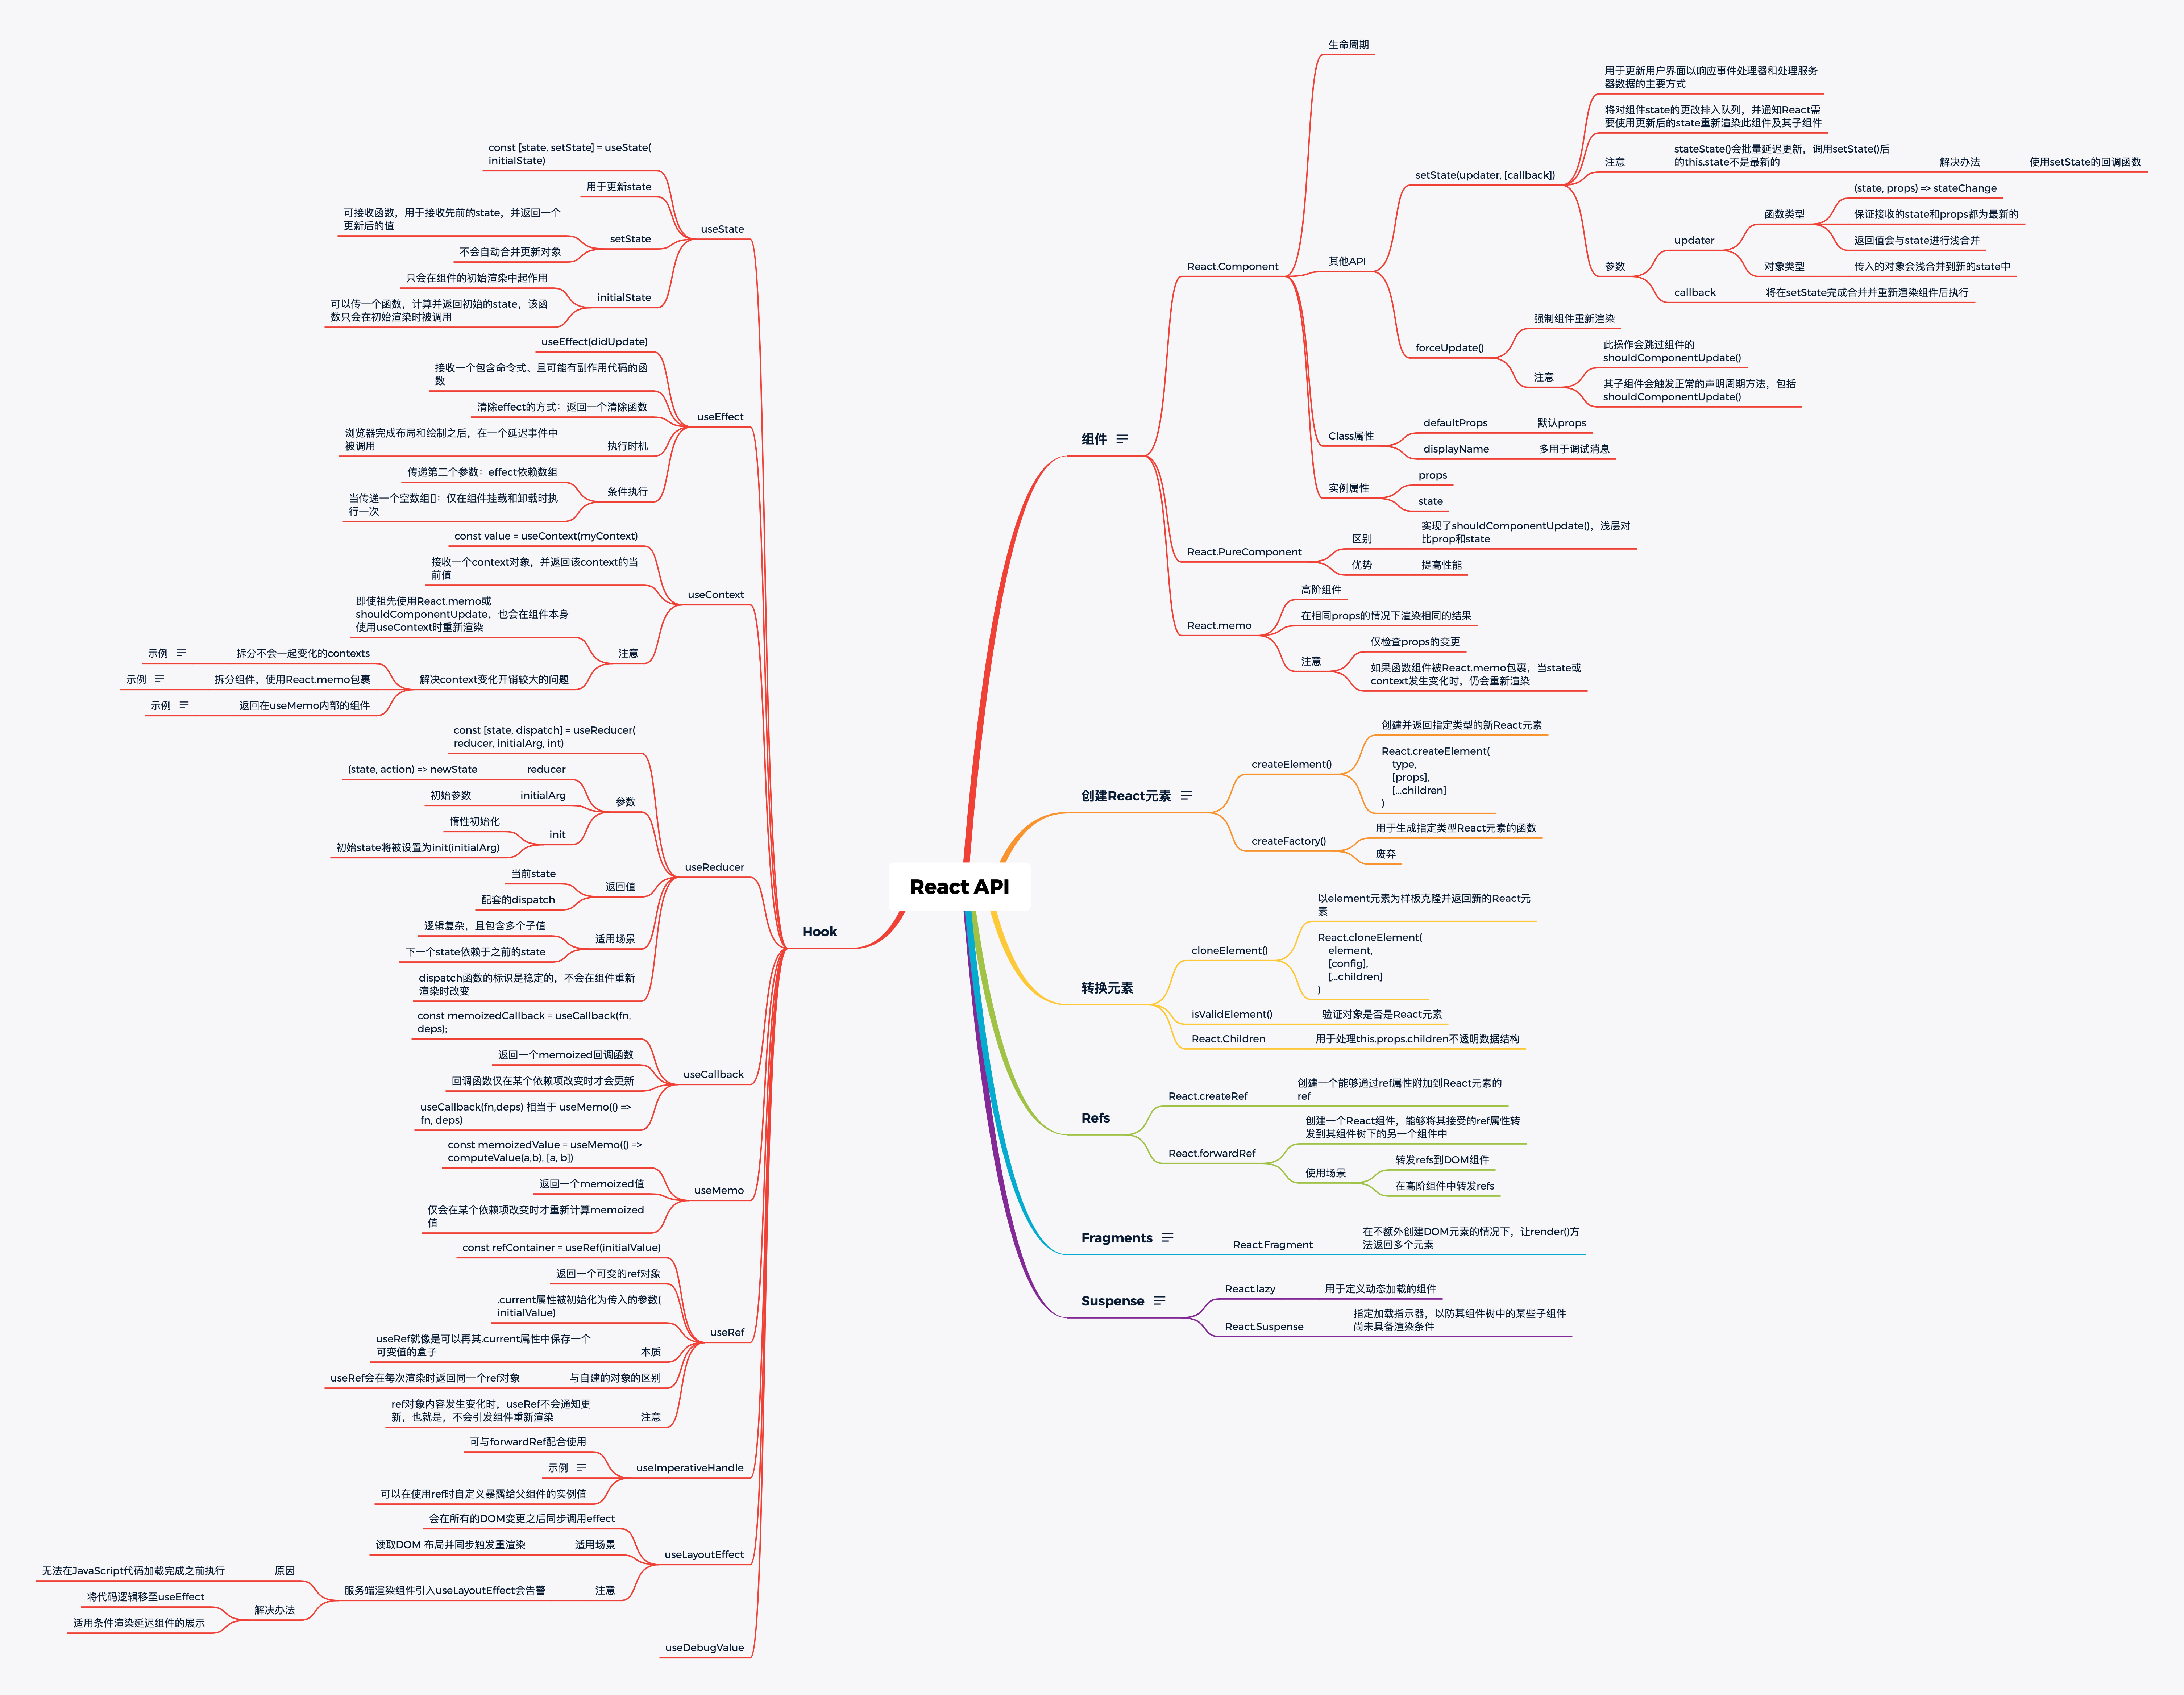 React API
组件
React.Component
生命周期
其他API
setState(updater, [callback])
用于更新用户界面以响应事件处理器和处理服务
器数据的主要方式
将对组件state的更改排入队列，并通知React需
要使用更新后的state重新渲染此组件及其子组件
注意
stateState()会批量延迟更新，调用setState()后
的this.state不是最新的
解决办法
使用setState的回调函数
参数
updater
函数类型
(state, props) => stateChange
保证接收的state和props都为最新的
返回值会与state进行浅合并
对象类型
传入的对象会浅合并到新的state中
callback
将在setState完成合并并重新渲染组件后执行
forceUpdate()
强制组件重新渲染
注意
此操作会跳过组件的
shouldComponentUpdate()
其子组件会触发正常的声明周期方法，包括
shouldComponentUpdate()
Class属性
defaultProps
默认props
displayName
多用于调试消息
实例属性
props
state
React.PureComponent
区别
实现了shouldComponentUpdate()，浅层对
比prop和state
优势
提高性能
React.memo
高阶组件
在相同props的情况下渲染相同的结果
注意
仅检查props的变更
如果函数组件被React.memo包裹，当state或
context发生变化时，仍会重新渲染
创建React元素
createElement()
创建并返回指定类型的新React元素
React.createElement(
type,
[props],
[...children]
)
createFactory()
用于生成指定类型React元素的函数
废弃
转换元素
cloneElement()
以element元素为样板克隆并返回新的React元
素
React.cloneElement(
element,
[config],
[...children]
)
isValidElement()
验证对象是否是React元素
React.Children
用于处理this.props.children不透明数据结构
Refs
React.createRef
创建一个能够通过ref属性附加到React元素的
ref
React.forwardRef
创建一个React组件，能够将其接受的ref属性转
发到其组件树下的另一个组件中
使用场景
转发refs到DOM组件
在高阶组件中转发refs
Fragments
React.Fragment
在不额外创建DOM元素的情况下，让render()方
法返回多个元素
Suspense
React.lazy
用于定义动态加载的组件
React.Suspense
指定加载指示器，以防其组件树中的某些子组件
尚未具备渲染条件
Hook
useState
const [state, setState] = useState(
initialState)
用于更新state
setState
可接收函数，用于接收先前的state，并返回一个
更新后的值
不会自动合并更新对象
initialState
只会在组件的初始渲染中起作用
可以传一个函数，计算并返回初始的state，该函
数只会在初始渲染时被调用
useEffect
useEffect(didUpdate)
接收一个包含命令式、且可能有副作用代码的函
数
清除effect的方式：返回一个清除函数
执行时机
浏览器完成布局和绘制之后，在一个延迟事件中
被调用
条件执行
传递第二个参数：effect依赖数组
当传递一个空数组[]：仅在组件挂载和卸载时执
行一次
useContext
const value = useContext(myContext)
接收一个context对象，并返回该context的当
前值
注意
即使祖先使用React.memo或
shouldComponentUpdate，也会在组件本身
使用useContext时重新渲染
解决context变化开销较大的问题
拆分不会一起变化的contexts
示例
拆分组件，使用React.memo包裹
示例
返回在useMemo内部的组件
示例
useReducer
const [state, dispatch] = useReducer(
reducer, initialArg, int)
参数
reducer
(state, action) => newState
initialArg
初始参数
init
惰性初始化
初始state将被设置为init(initialArg)
返回值
当前state
配套的dispatch
适用场景
逻辑复杂，且包含多个子值
下一个state依赖于之前的state
dispatch函数的标识是稳定的，不会在组件重新
渲染时改变
useCallback
const memoizedCallback = useCallback(fn,
deps);
返回一个memoized回调函数
回调函数仅在某个依赖项改变时才会更新
useCallback(fn,deps) 相当于 useMemo(() =>
fn, deps)
useMemo
const memoizedValue = useMemo(() =>
computeValue(a,b), [a, b])
返回一个memoized值
仅会在某个依赖项改变时才重新计算memoized
值
useRef
const refContainer = useRef(initialValue)
返回一个可变的ref对象
.current属性被初始化为传入的参数(
initialValue)
本质
useRef就像是可以再其.current属性中保存一个
可变值的盒子
与自建的对象的区别
useRef会在每次渲染时返回同一个ref对象
注意
ref对象内容发生变化时，useRef不会通知更
新，也就是，不会引发组件重新渲染
useImperativeHandle
可与forwardRef配合使用
示例
可以在使用ref时自定义暴露给父组件的实例值
useLayoutEffect
会在所有的DOM变更之后同步调用effect
适用场景
读取DOM 布局并同步触发重渲染
注意
服务端渲染组件引入useLayoutEffect会告警
原因
无法在JavaScript代码加载完成之前执行
解决办法
将代码逻辑移至useEffect
适用条件渲染延迟组件的展示
useDebugValue